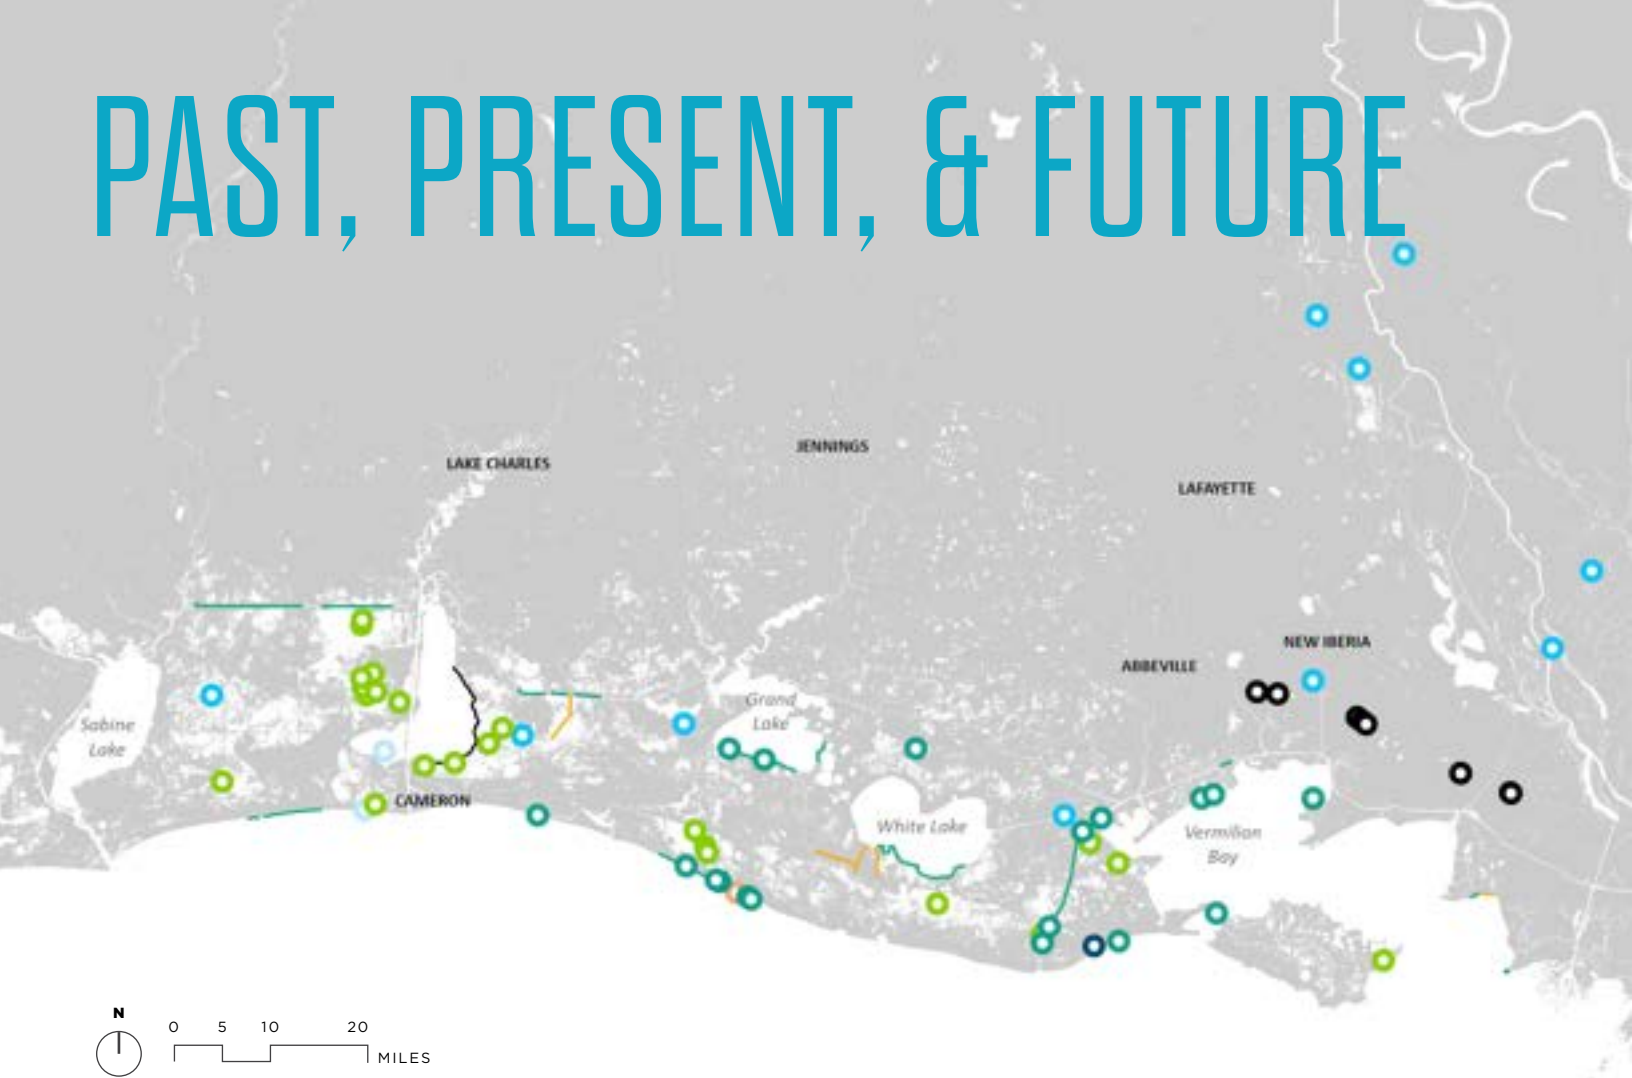 PAST, PRESENT, & FUTURE
JENNINGS
LAKE CHARLES
LAFAYETTE
NEW IBERIA
ABBEVILLE
Grand
Lake
Sabine
Lake
CAMERON
White Lake
Vermilion
Bay
N
0 5 10 20
MILES